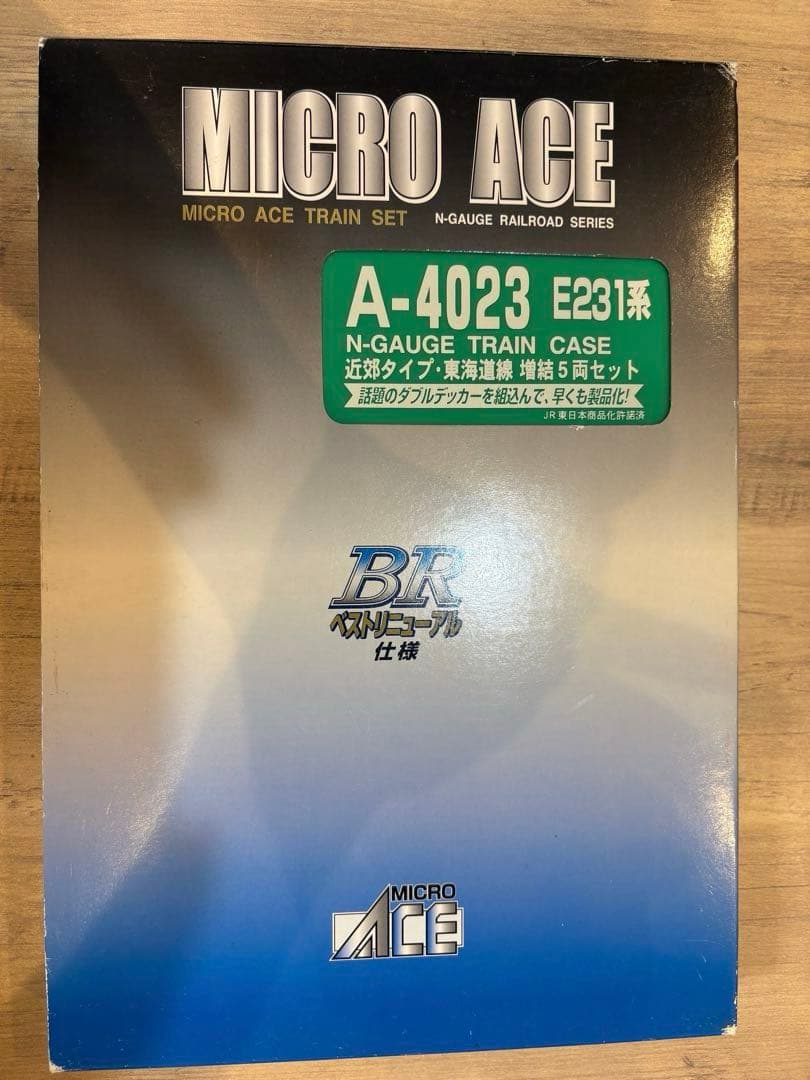 MICRO ACE
MICRO ACE TRAIN SET N-GAUGE RAILROAD SERIES
A-4023 E231系
N-GAUGE TRAIN CASE
近郊タイプ・東海道線 増結5両セット
話題のダブルデッカーを組込んで、早くも製品化!
JR東日本商品化許諾済
BR
ベストリニューアル
仕様
MICRO
ACE